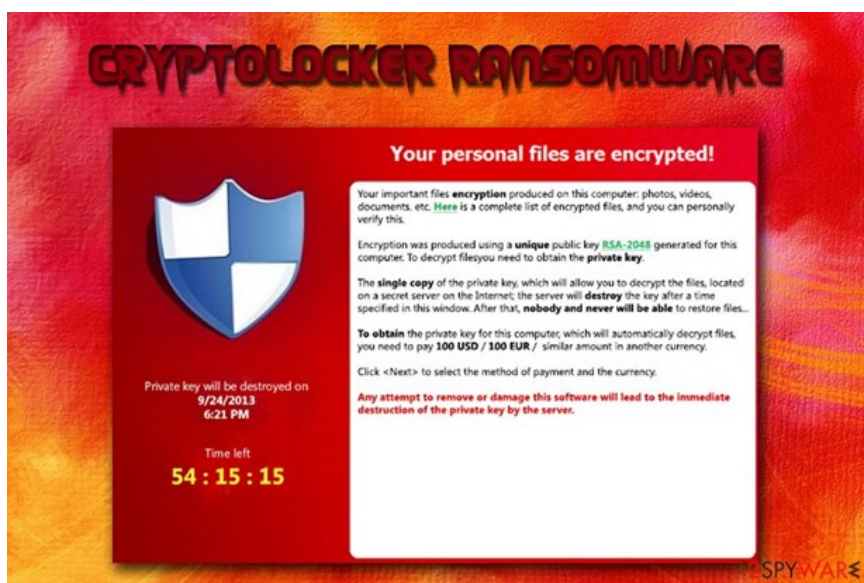 CRYPTOLOCKER RANSOMWARE
Your personal files are encrypted!
Your important files encryption produced on this computer: photos, videos,
documents, etc. Here is a complete list of encrypted files, and you can personally
verify this.
Encryption was produced using a unique public key RSA-2048 generated for this
computer. To decrypt filesyou need to obtain the private key.
The single copy of the private key, which will allow you to decrypt the files, located
on a secret server on the Internet; the server will destroy the key after a time
specified in this window. After that, nobody and never will be able to restore files...
To obtain the private key for this computer, which will automatically decrypt files,
you need to pay 100 USD / 100 EUR / similar amount in another currency.
Click <Next> to select the method of payment and the currency.
Any attempt to remove or damage this software will lead to the immediate
destruction of the private key by the server.
Private key will be destroyed on
9/24/2013
6:21 PM
Time left
54 : 15 : 15
SPYWARE